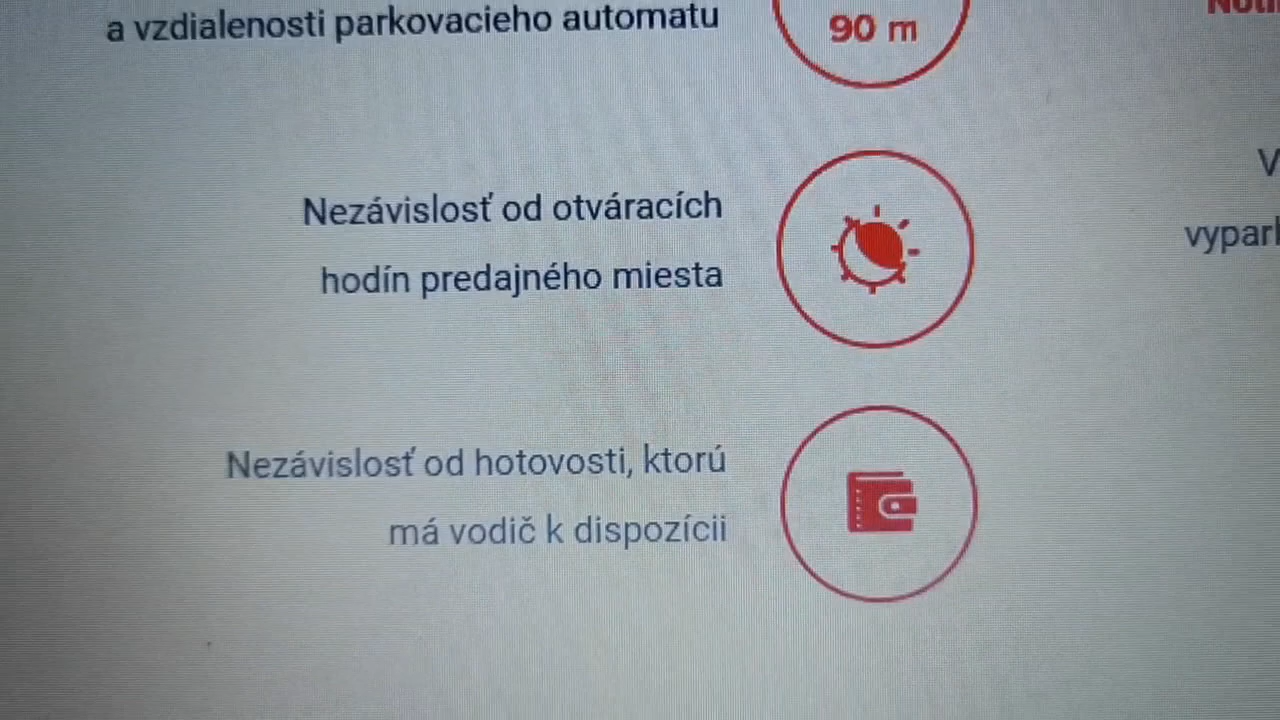 a vzdialenosti parkovacieho automatu
90 m
Nezávislosť od otváracích
hodín predajného miesta
Nezávislosť od hotovosti, ktorú
má vodič k dispozícii